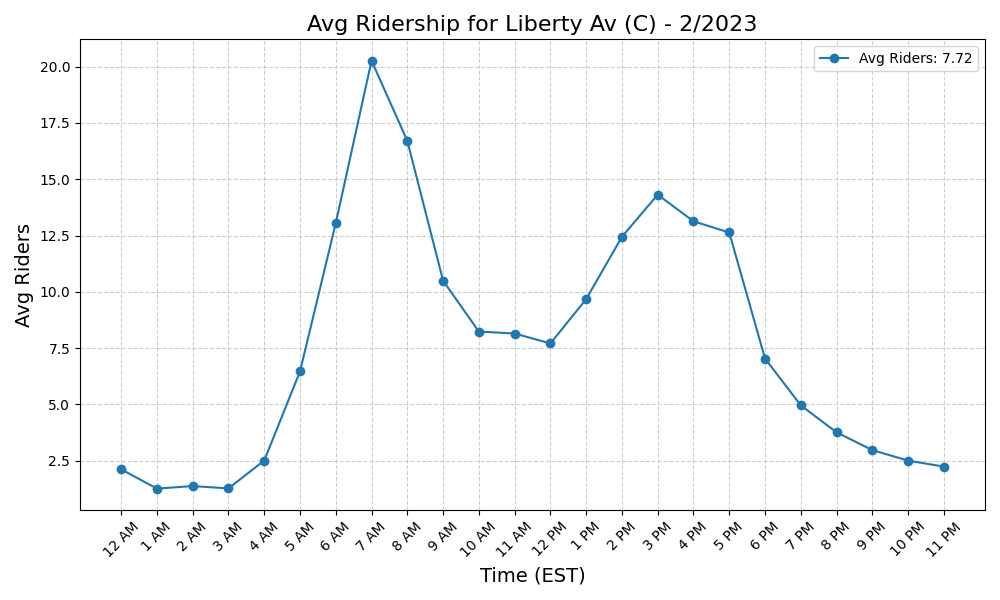 Avg Ridership for Liberty Av (C) - 2/2023
Avg Riders: 7.72
20.0
17.5
15.0
12.5
10.0
7.5
5.0
2.5
Avg Riders
12 AM
1 AM
2 AM
3 AM
4 AM
5 AM
6 AM
7 AM
8 AM
9 AM
10 AM
11 AM
12 PM
1 PM
2 PM
3 PM
4 PM
5 PM
6 PM
7 PM
8 PM
9 PM
10 PM
11 PM
Time (EST)